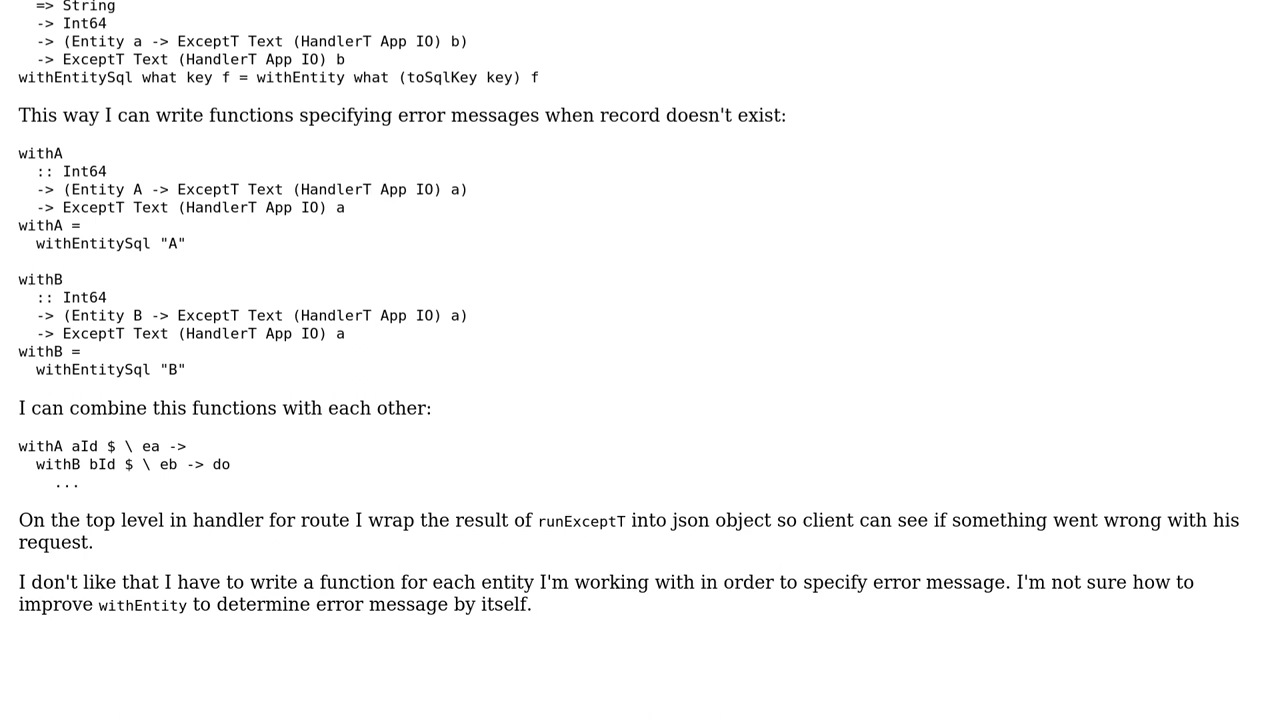 => String
  -> Int64
  -> (Entity a -> ExceptT Text (HandlerT App IO) b)
  -> ExceptT Text (HandlerT App IO) b
withEntitySql what key f = withEntity what (toSqlKey key) f
This way I can write functions specifying error messages when record doesn't exist:
withA
  :: Int64
  -> (Entity A -> ExceptT Text (HandlerT App IO) a)
  -> ExceptT Text (HandlerT App IO) a
withA =
  withEntitySql "A"
withB
  :: Int64
  -> (Entity B -> ExceptT Text (HandlerT App IO) a)
  -> ExceptT Text (HandlerT App IO) a
withB =
  withEntitySql "B"
I can combine this functions with each other:
withA aId $ \ ea ->
  withB bId $ \ eb -> do
    ...
On the top level in handler for route I wrap the result of runExceptT into json object so client can see if something went wrong with his
request.
I don't like that I have to write a function for each entity I'm working with in order to specify error message. I'm not sure how to
improve withEntity to determine error message by itself.